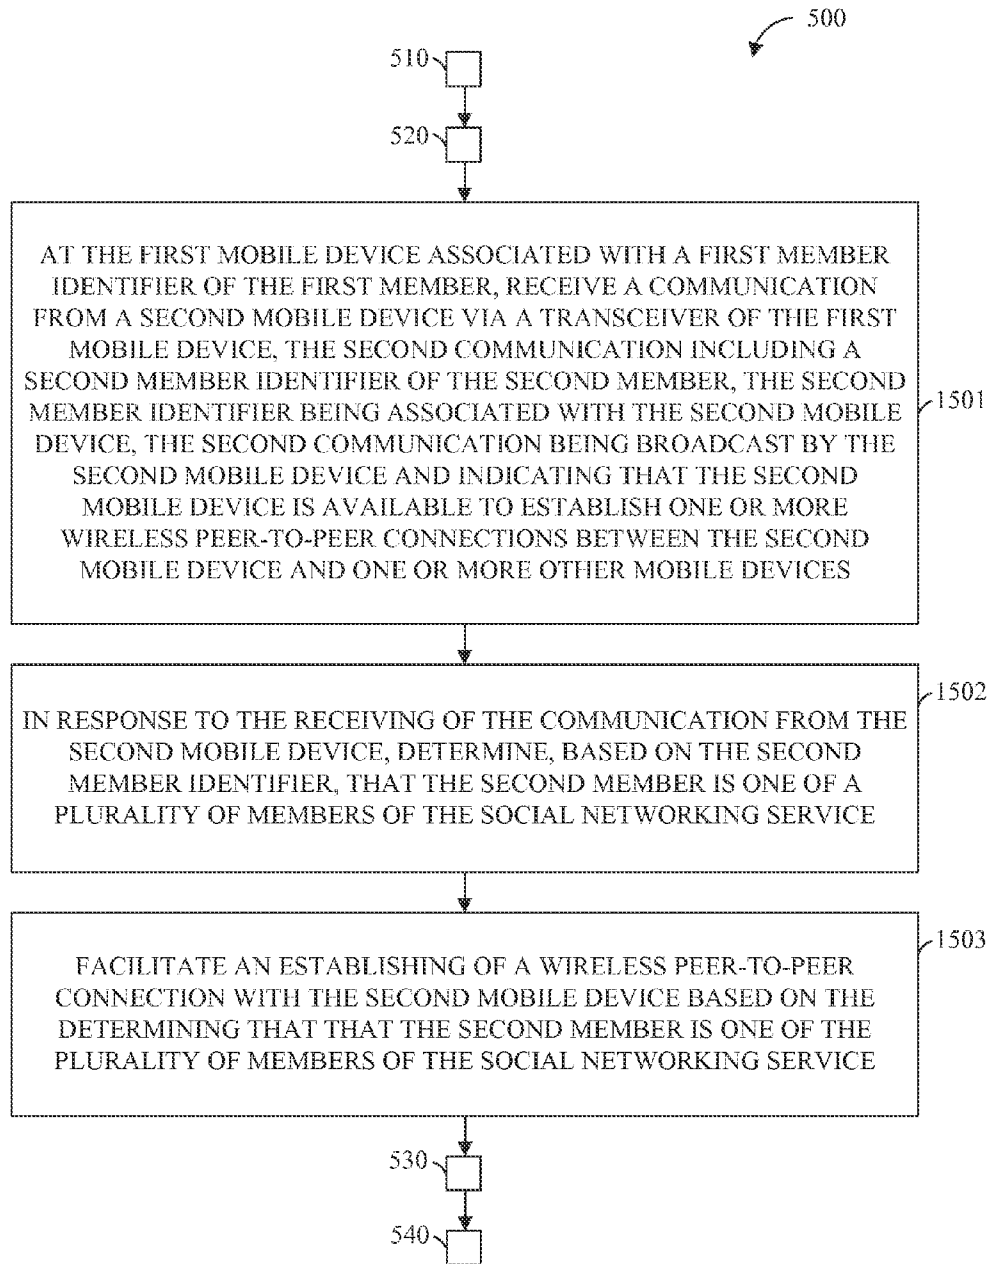 500
510
520
AT THE FIRST MOBILE DEVICE ASSOCIATED WITH A FIRST MEMBER
IDENTIFIER OF THE FIRST MEMBER, RECEIVE A COMMUNICATION
FROM A SECOND MOBILE DEVICE VIA A TRANSCEIVER OF THE FIRST
MOBILE DEVICE, THE SECOND COMMUNICATION INCLUDING A
SECOND MEMBER IDENTIFIER OF THE SECOND MEMBER, THE SECOND
MEMBER IDENTIFIER BEING ASSOCIATED WITH THE SECOND MOBILE
DEVICE, THE SECOND COMMUNICATION BEING BROADCAST BY THE
SECOND MOBILE DEVICE AND INDICATING THAT THE SECOND
MOBILE DEVICE IS AVAILABLE TO ESTABLISH ONE OR MORE
WIRELESS PEER-TO-PEER CONNECTIONS BETWEEN THE SECOND
MOBILE DEVICE AND ONE OR MORE OTHER MOBILE DEVICES
1501
IN RESPONSE TO THE RECEIVING OF THE COMMUNICATION FROM THE
SECOND MOBILE DEVICE, DETERMINE, BASED ON THE SECOND
MEMBER IDENTIFIER, THAT THE SECOND MEMBER IS ONE OF A
PLURALITY OF MEMBERS OF THE SOCIAL NETWORKING SERVICE
1502
FACILITATE AN ESTABLISHING OF A WIRELESS PEER-TO-PEER
CONNECTION WITH THE SECOND MOBILE DEVICE BASED ON THE
DETERMINING THAT THAT THE SECOND MEMBER IS ONE OF THE
PLURALITY OF MEMBERS OF THE SOCIAL NETWORKING SERVICE
1503
530
540